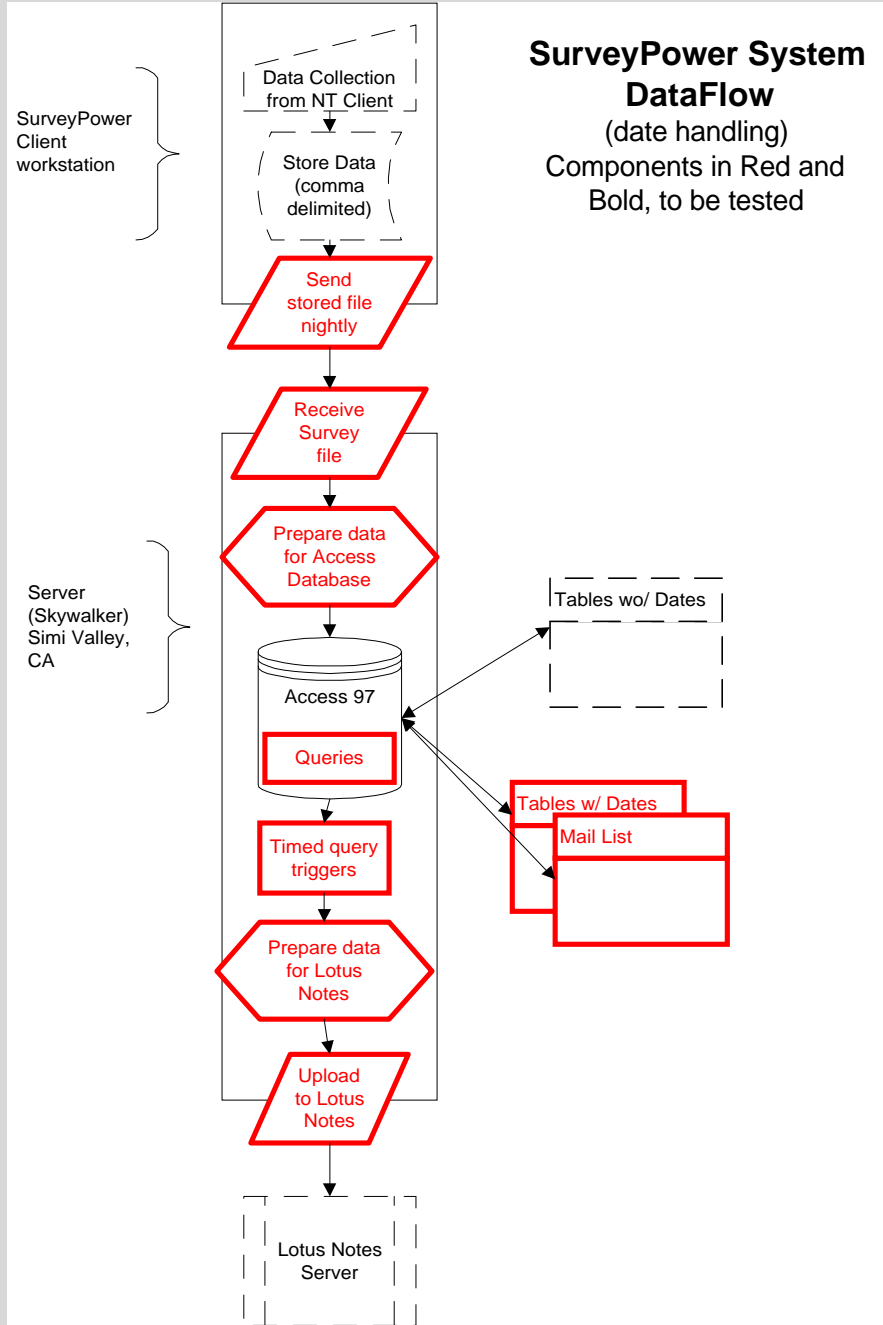 SurveyPower System
DataFlow
(date handling)
Components in Red and
Bold, to be tested
SurveyPower
Client
workstation
Data Collection
from NT Client
Store Data
(comma
delimited)
Send
stored file
nightly
Receive
Survey
file
Prepare data
for Access
Database
Server
(Skywalker)
Simi Valley,
CA
Access 97
Queries
Tables wo/ Dates
Tables w/ Dates
Mail List
Timed query
triggers
Prepare data
for Lotus
Notes
Upload
to Lotus
Notes
Lotus Notes
Server